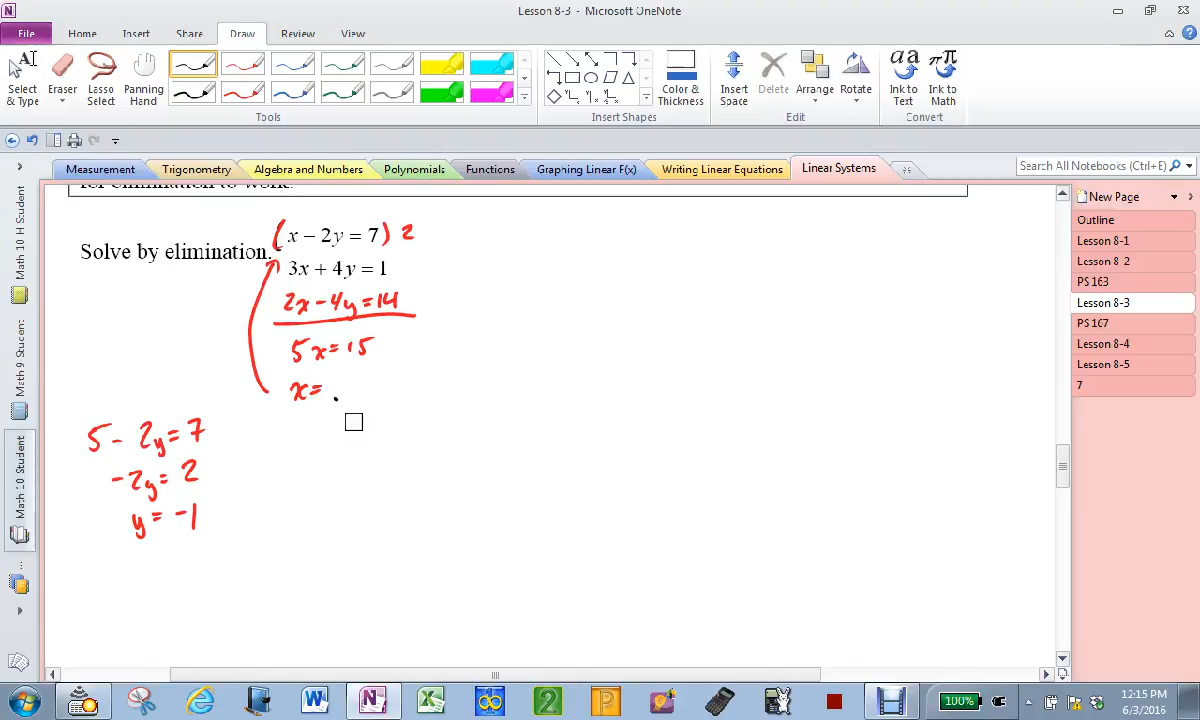 Lesson 8-3 - Microsoft OneNote
File Home Insert Share Draw Review View
Select & Type
Eraser
Lasso Select
Panning Hand
Color & Thickness
Insert Space
Delete
Arrange
Rotate
Ink to Text
Ink to Math
Tools
Insert Shapes
Edit
Convert
Measurement Trigonometry Algebra and Numbers Polynomials Functions Graphing Linear F(x) Writing Linear Equations Linear Systems
Search All Notebooks (Ctrl+E)
New Page
Outline
Lesson 8-1
Lesson 8-2
PS 163
Lesson 8-3
PS 167
Lesson 8-4
Lesson 8-5
7
Math 10 H Student
Math 9 Student
Math 10 Student
for elimination to work.
Solve by elimination.
(x − 2y = 7) 2
3x + 4y = 1
2x - 4y = 14
5x = 15
x =
5 - 2y = 7
-2y = 2
y = -1
100%
12:15 PM
6/3/2016